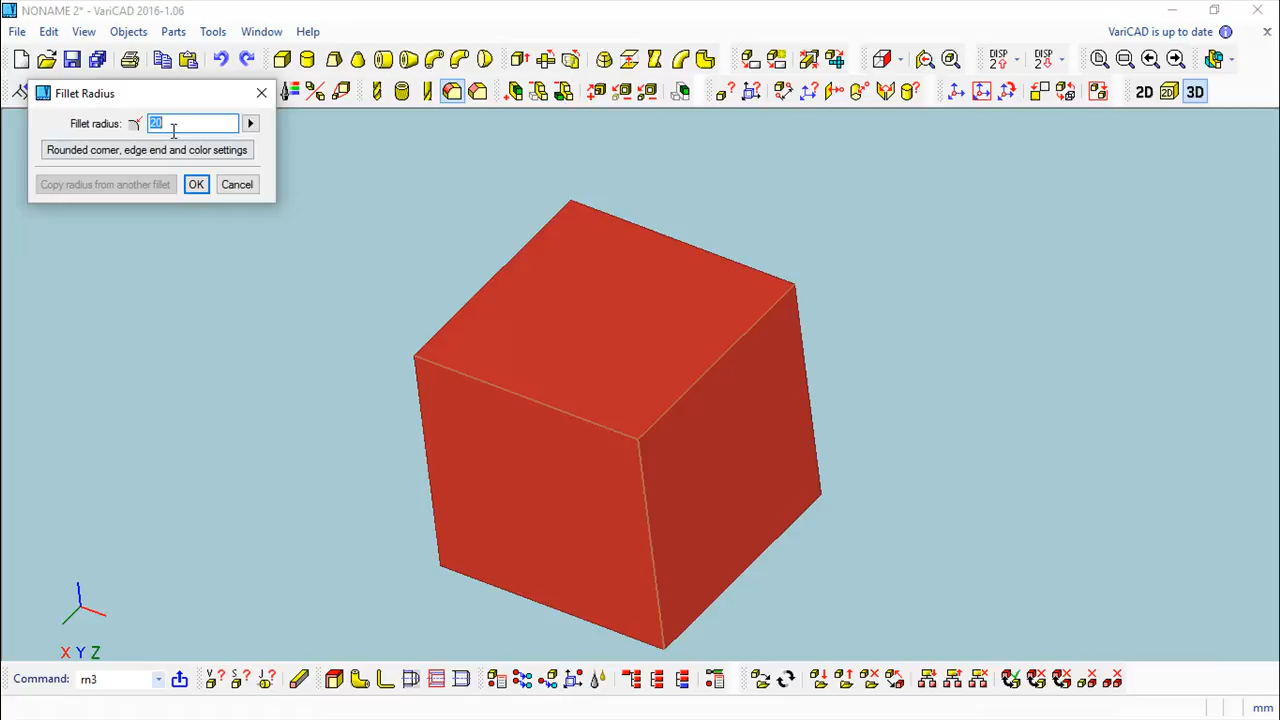 NONAME 2* - VariCAD 2016-1.06
File Edit View Objects Parts Tools Window Help
VariCAD is up to date
DISP 2 DISP 2
2D 2D 3D
Fillet Radius
Fillet radius: 20
Rounded corner, edge end and color settings
Copy radius from another fillet OK Cancel
X Y Z
Command: rn3
mm